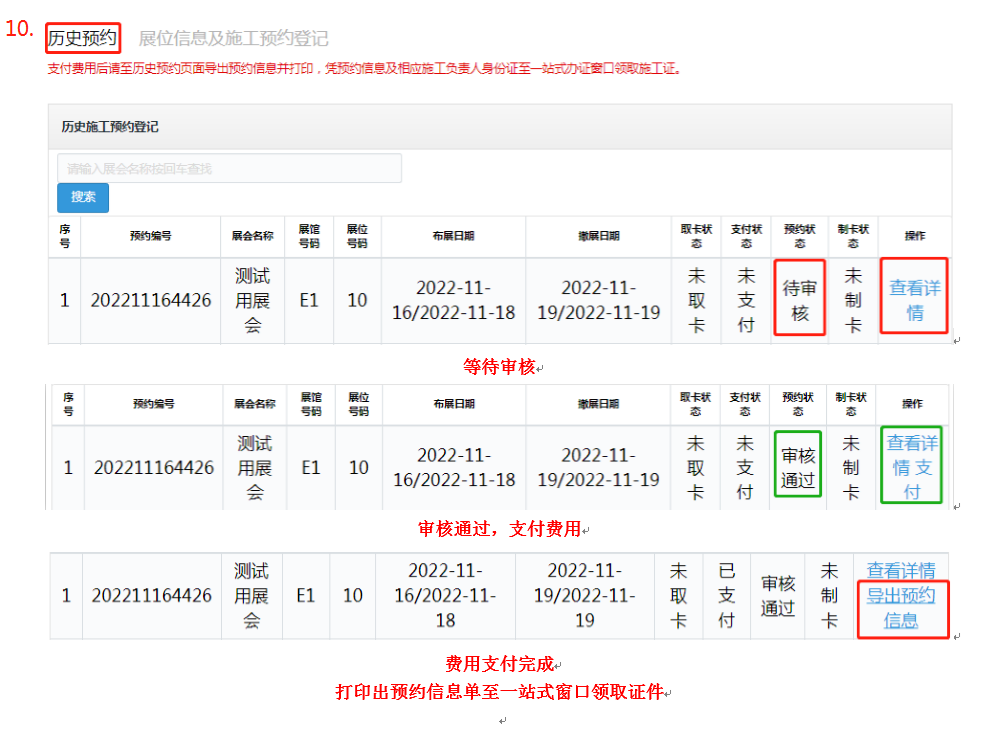 10.
历史预约 展位信息及施工预约登记
支付费用后请至历史预约页面导出预约信息并打印，凭预约信息及相应施工负责人身份证至一站式办证窗口领取施工证。
历史施工预约登记
请输入展会名称按回车查找
搜索
序号 预约编号 展会名称 展馆号码 展位号码 布展日期 撤展日期 取卡状态 支付状态 预约状态 制卡状态 操作
1 202211164426 测试用展会 E1 10 2022-11-16/2022-11-18 2022-11-19/2022-11-19 未取卡 未支付 待审核 未制卡 查看详情
等待审核
序号 预约编号 展会名称 展馆号码 展位号码 布展日期 撤展日期 取卡状态 支付状态 预约状态 制卡状态 操作
1 202211164426 测试用展会 E1 10 2022-11-16/2022-11-18 2022-11-19/2022-11-19 未取卡 未支付 审核通过 未制卡 查看详情 支付
审核通过，支付费用
1 202211164426 测试用展会 E1 10 2022-11-16/2022-11-18 2022-11-19/2022-11-19 未取卡 已支付 审核通过 未制卡 查看详情 导出预约信息
费用支付完成
打印出预约信息单至一站式窗口领取证件